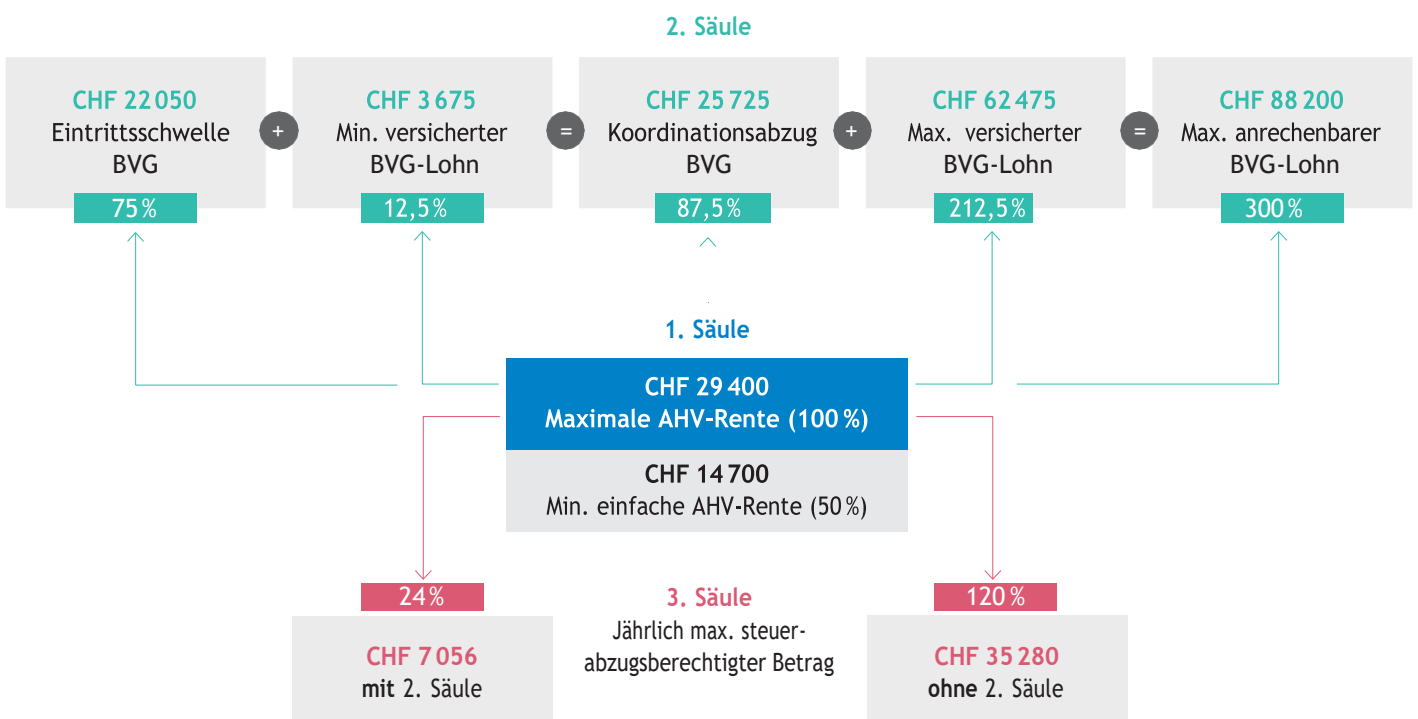 2. Säule
CHF 22 050
Eintrittsschwelle
BVG
75 %
+
CHF 3 675
Min. versicherter
BVG-Lohn
12,5 %
=
CHF 25 725
Koordinationsabzug
BVG
87,5 %
+
CHF 62 475
Max. versicherter
BVG-Lohn
212,5 %
=
CHF 88 200
Max. anrechenbarer
BVG-Lohn
300 %
1. Säule
CHF 29 400
Maximale AHV-Rente (100 %)
CHF 14 700
Min. einfache AHV-Rente (50 %)
24 %
CHF 7 056
mit 2. Säule
3. Säule
Jährlich max. steuer-
abzugsberechtigter Betrag
120 %
CHF 35 280
ohne 2. Säule